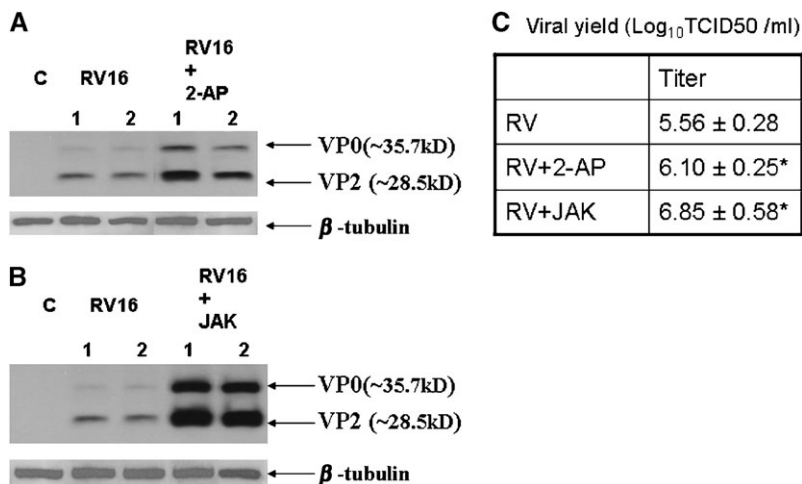 A
RV16
+
2-AP
C RV16
1 2 1 2
VP0(~35.7kD)
VP2 (~28.5kD)
β -tubulin
B
RV16
+
JAK
C RV16
1 2 1 2
VP0(~35.7kD)
VP2 (~28.5kD)
β -tubulin
C Viral yield (Log₁₀TCID50 /ml)
Titer
RV 5.56 ± 0.28
RV+2-AP 6.10 ± 0.25*
RV+JAK 6.85 ± 0.58*